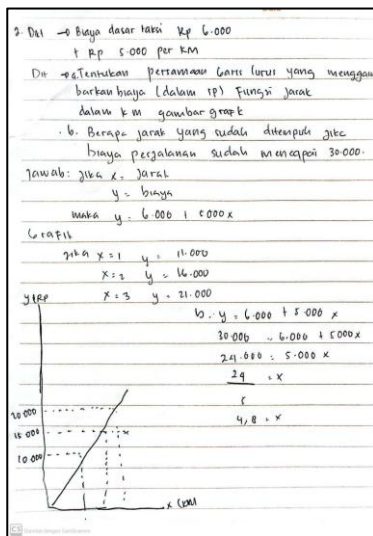 2. Dit → Biaya dasar taksi Rp 6.000
+ Rp 5.000 per KM
Dit → a. Tentukan persamaan Garis lurus yang menggam
barkan biaya (dalam rp) Fungsi jarak
dalam km gambar grafik
b. Berapa jarak yang sudah ditempuh jika
biaya perjalanan sudah mencapai 30.000.
Jawab: jika x = Jarak
y = biaya
maka y = 6.000 + 5000x
Grafik
jika x = 1 y = 11.000
x = 2 y = 16.000
x = 3 y = 21.000
y (RP
b. y = 6.000 + 5.000 x
30.000 = 6.000 + 5000x
24.000 = 5.000 x
24 = x
5
4,8 = x
20.000
15.000
10.000
x (KM)
CS